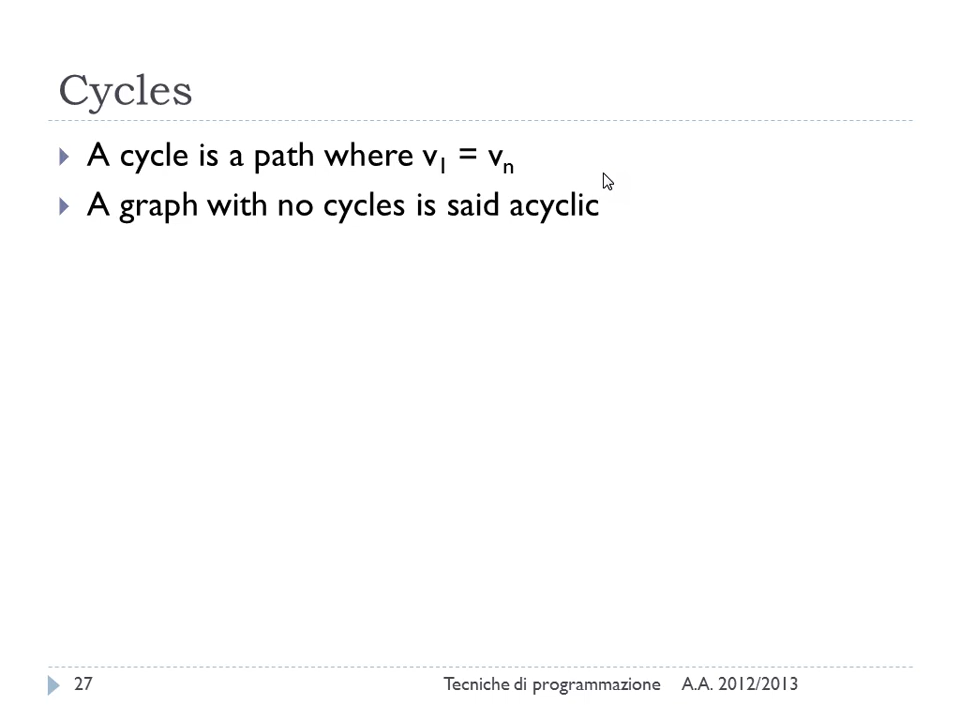 Cycles
A cycle is a path where v1 = vn
A graph with no cycles is said acyclic
27 Tecniche di programmazione A.A. 2012/2013